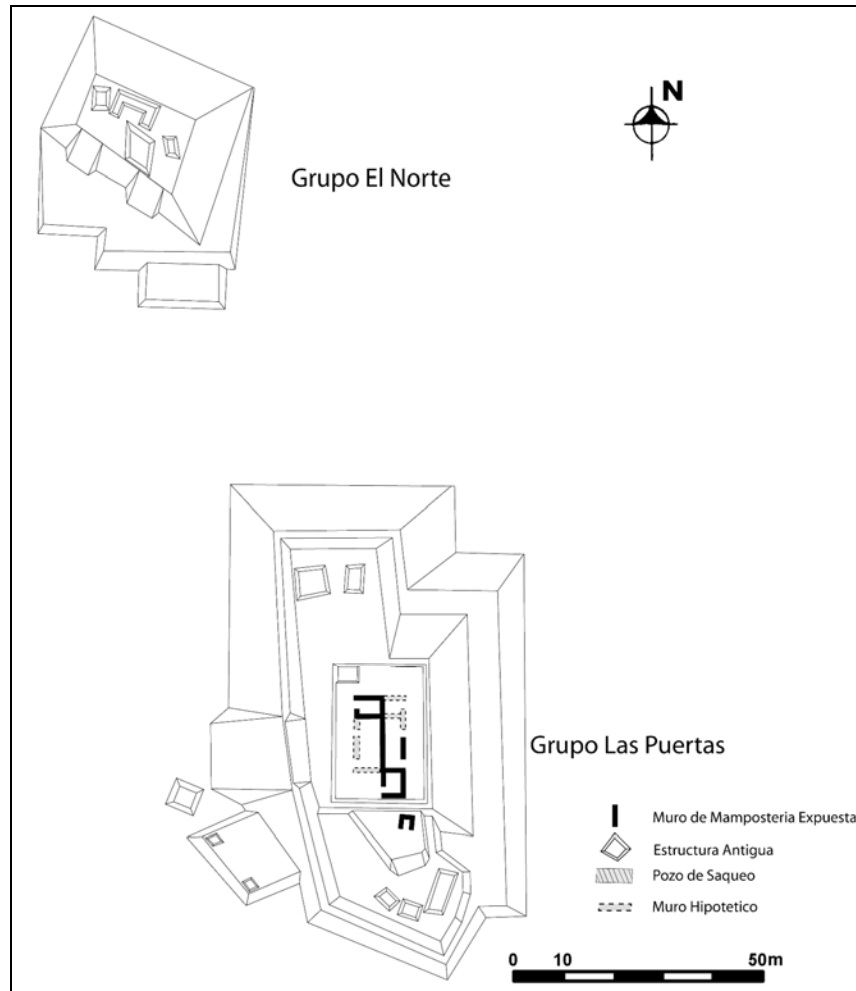 N
Grupo El Norte
Grupo Las Puertas
Muro de Mamposteria Expuesta
Estructura Antigua
Pozo de Saqueo
Muro Hipotetico
0 10 50m